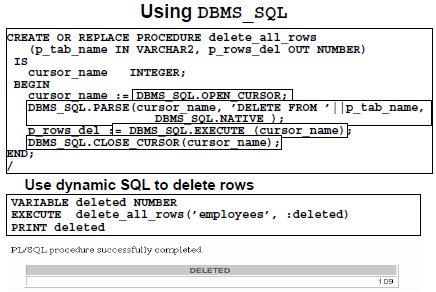 Using DBMS_SQL
CREATE OR REPLACE PROCEDURE delete_all_rows
(p_tab_name IN VARCHAR2, p_rows_del OUT NUMBER)
IS
cursor_name INTEGER;
BEGIN
cursor_name := DBMS_SQL.OPEN_CURSOR;
DBMS_SQL.PARSE(cursor_name, 'DELETE FROM '||p_tab_name,
DBMS_SQL.NATIVE );
p_rows_del := DBMS_SQL.EXECUTE (cursor_name);
DBMS_SQL.CLOSE_CURSOR(cursor_name);
END;
/
Use dynamic SQL to delete rows
VARIABLE deleted NUMBER
EXECUTE delete_all_rows('employees', :deleted)
PRINT deleted
PL/SQL procedure successfully completed.
DELETED
109